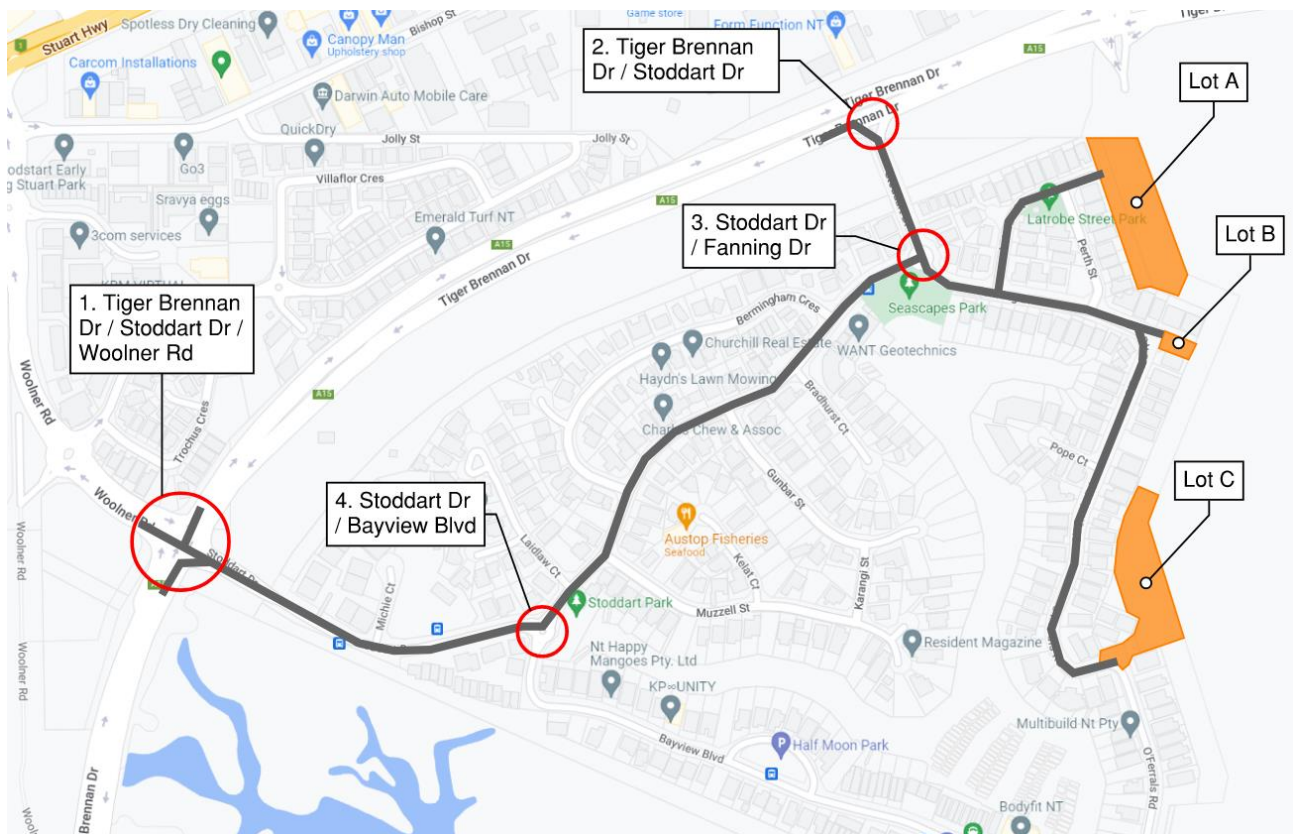 Spotless Dry Cleaning
Stuart Hwy
Canopy Man
Upholstery shop
Bishop St
Game store
Form Function NT
Tiger Br
A15
Carcom Installations
2. Tiger Brennan
Dr / Stoddart Dr
Lot A
Darwin Auto Mobile Care
Tiger Brennan Dr
Tiger Brennan Dr
QuickDry
Jolly St
Jolly St
odstart Early
g Stuart Park
Go3
Villaflor Cres
Sravya eggs
Emerald Turf NT
A15
3com services
3. Stoddart Dr
/ Fanning Dr
Latrobe Street Park
Perth St
Lot B
A15
Tiger Brennan Dr
1. Tiger Brennan
Dr / Stoddart Dr /
Woolner Rd
Seascapes Park
Bermingham Cres
Churchill Real Estate
WANT Geotechnics
Woolner Rd
Haydn's Lawn Mowing
A15
Trochus Cres
Charles Chew & Assoc
Bradhurst Ct
Pope Ct
Gunbar St
Lot C
4. Stoddart Dr
/ Bayview Blvd
Woolner Rd
Woolner Rd
Laidlaw Ct
Austop Fisheries
Seafood
Kelat Ct
Karangi St
Stoddart Dr
Michie Ct
Stoddart Park
Muzzell St
Resident Magazine
Nt Happy
Mangoes Pty. Ltd
KP∞UNITY
Woolner Rd
Multibuild Nt Pty
Bayview Blvd
Half Moon Park
O'Ferrals Rd
Brennan Dr
Bodyfit NT